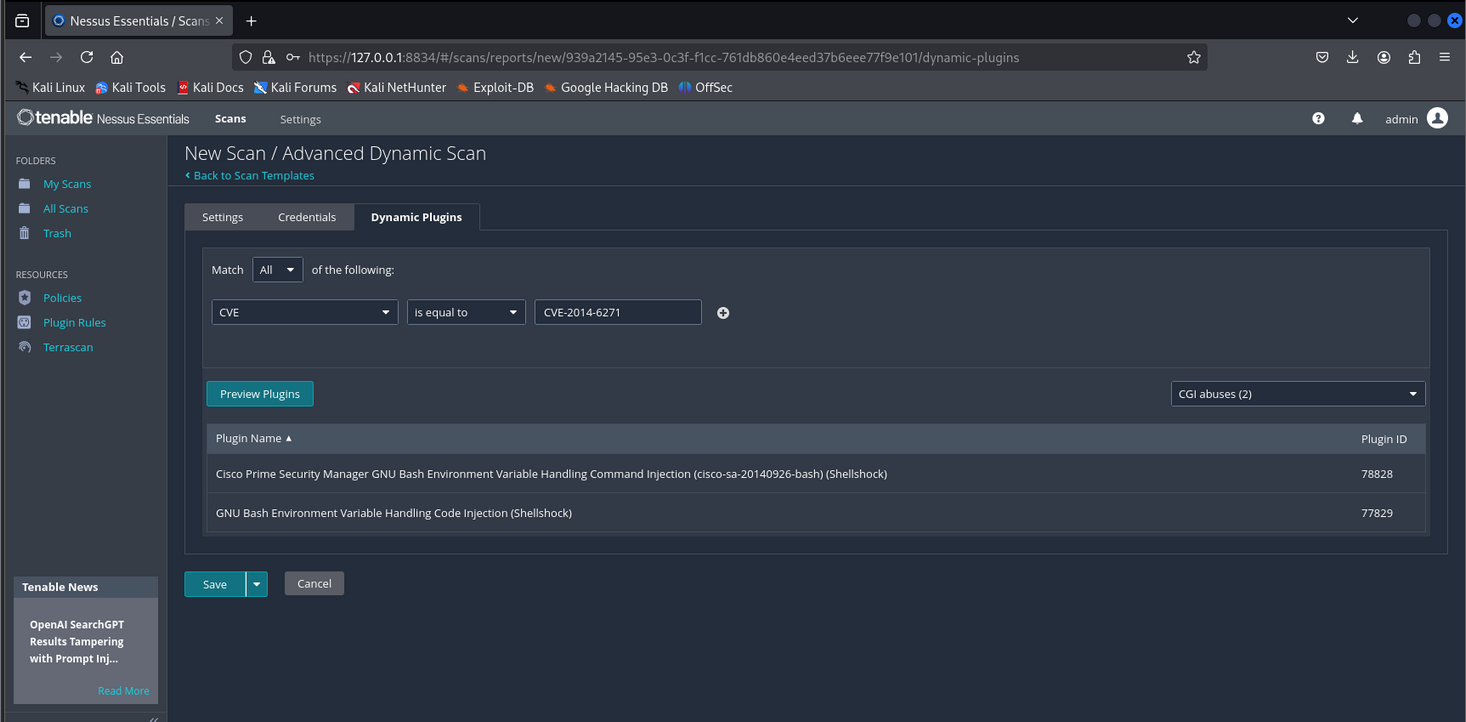 Nessus Essentials / Scans
https://127.0.0.1:8834/#/scans/reports/new/939a2145-95e3-0c3f-f1cc-761db860e4eed37b6eee77f9e101/dynamic-plugins
Kali Linux Kali Tools Kali Docs Kali Forums Kali NetHunter Exploit-DB Google Hacking DB OffSec
tenable Nessus Essentials Scans Settings admin
FOLDERS
My Scans
All Scans
Trash
RESOURCES
Policies
Plugin Rules
Terrascan
Tenable News
OpenAI SearchGPT
Results Tampering
with Prompt Inj...
Read More
New Scan / Advanced Dynamic Scan
Back to Scan Templates
Settings Credentials Dynamic Plugins
Match All of the following:
CVE is equal to CVE-2014-6271
Preview Plugins CGI abuses (2)
Plugin Name Plugin ID
Cisco Prime Security Manager GNU Bash Environment Variable Handling Command Injection (cisco-sa-20140926-bash) (Shellshock) 78828
GNU Bash Environment Variable Handling Code Injection (Shellshock) 77829
Save Cancel